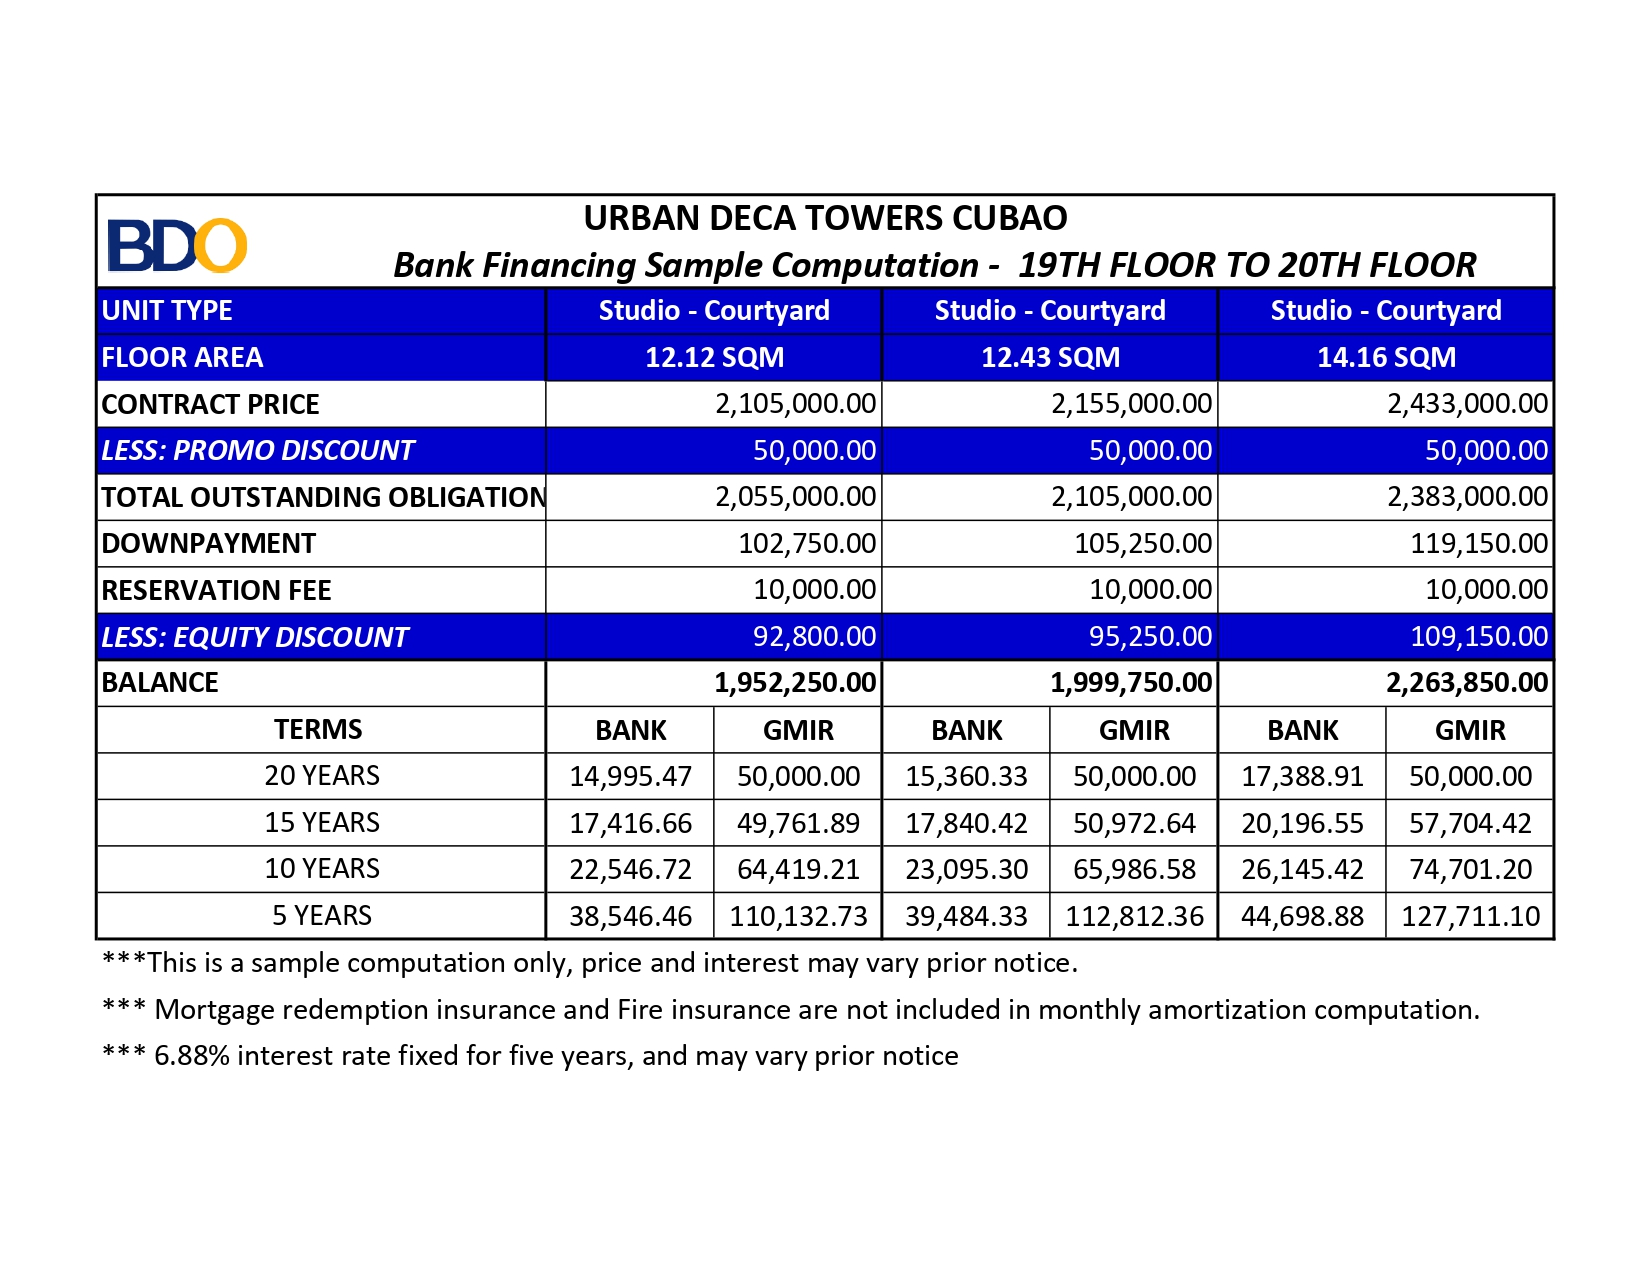 BDO
URBAN DECA TOWERS CUBAO
Bank Financing Sample Computation - 19TH FLOOR TO 20TH FLOOR
UNIT TYPE Studio - Courtyard Studio - Courtyard Studio - Courtyard
FLOOR AREA 12.12 SQM 12.43 SQM 14.16 SQM
CONTRACT PRICE 2,105,000.00 2,155,000.00 2,433,000.00
LESS: PROMO DISCOUNT 50,000.00 50,000.00 50,000.00
TOTAL OUTSTANDING OBLIGATION 2,055,000.00 2,105,000.00 2,383,000.00
DOWNPAYMENT 102,750.00 105,250.00 119,150.00
RESERVATION FEE 10,000.00 10,000.00 10,000.00
LESS: EQUITY DISCOUNT 92,800.00 95,250.00 109,150.00
BALANCE 1,952,250.00 1,999,750.00 2,263,850.00
TERMS BANK GMIR BANK GMIR BANK GMIR
20 YEARS 14,995.47 50,000.00 15,360.33 50,000.00 17,388.91 50,000.00
15 YEARS 17,416.66 49,761.89 17,840.42 50,972.64 20,196.55 57,704.42
10 YEARS 22,546.72 64,419.21 23,095.30 65,986.58 26,145.42 74,701.20
5 YEARS 38,546.46 110,132.73 39,484.33 112,812.36 44,698.88 127,711.10
***This is a sample computation only, price and interest may vary prior notice.
*** Mortgage redemption insurance and Fire insurance are not included in monthly amortization computation.
*** 6.88% interest rate fixed for five years, and may vary prior notice